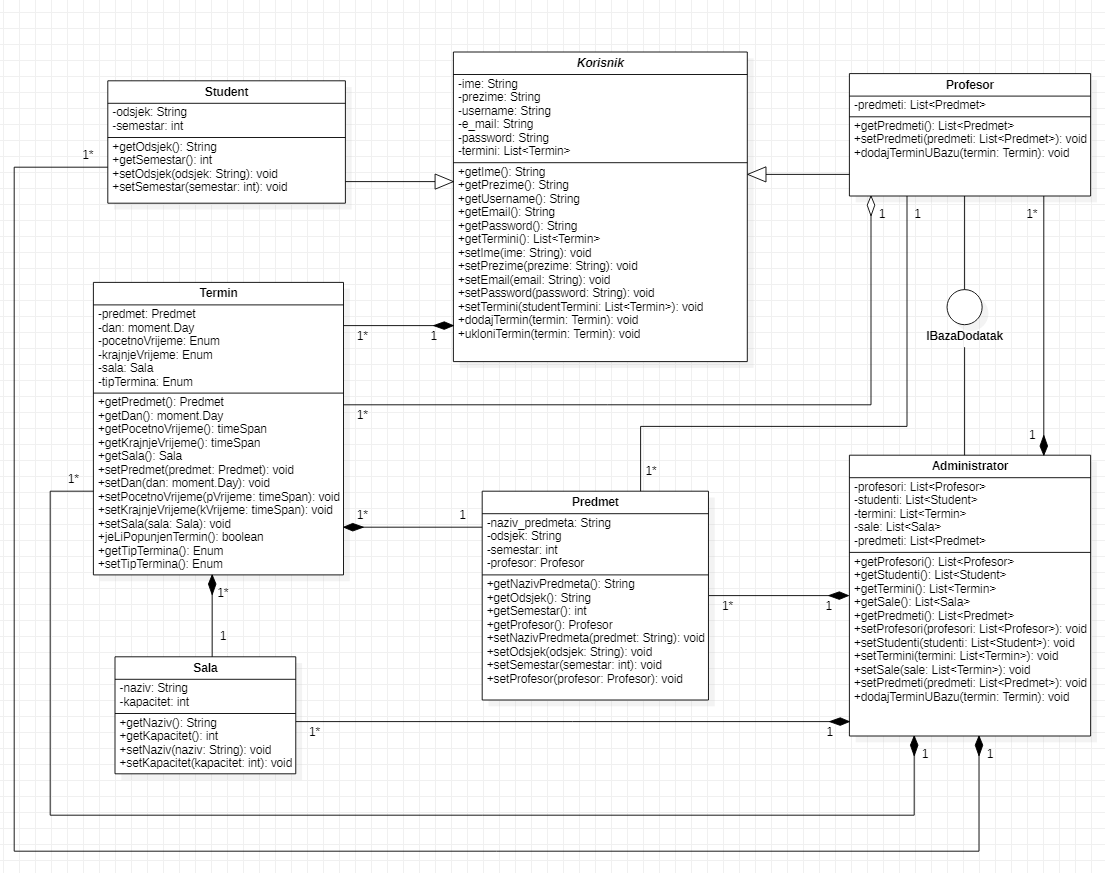 Korisnik
-ime: String
-prezime: String
-username: String
-e_mail: String
-password: String
-termini: List<Termin>
+getIme(): String
+getPrezime(): String
+getUsername(): String
+getEmail(): String
+getPassword(): String
+getTermini(): List<Termin>
+setIme(ime: String): void
+setPrezime(prezime: String): void
+setEmail(email: String): void
+setPassword(password: String): void
+setTermini(studentTermini: List<Termin>): void
+dodajTermin(termin: Termin): void
+ukloniTermin(termin: Termin): void
Student
-odsjek: String
-semestar: int
+getOdsjek(): String
+getSemestar(): int
+setOdsjek(odsjek: String): void
+setSemestar(semestar: int): void
1*
Profesor
-predmeti: List<Predmet>
+getPredmeti(): List<Predmet>
+setPredmeti(predmeti: List<Predmet>): void
+dodajTerminUBazu(termin: Termin): void
1
1
1*
IBazaDodatak
Termin
-predmet: Predmet
-dan: moment.Day
-pocetnoVrijeme: Enum
-krajnjeVrijeme: Enum
-sala: Sala
-tipTermina: Enum
+getPredmet(): Predmet
+getDan(): moment.Day
+getPocetnoVrijeme(): timeSpan
+getKrajnjeVrijeme(): timeSpan
+getSala(): Sala
+setPredmet(predmet: Predmet): void
+setDan(dan: moment.Day): void
+setPocetnoVrijeme(pVrijeme: timeSpan): void
+setKrajnjeVrijeme(kVrijeme: timeSpan): void
+setSala(sala: Sala): void
+jeLiPopunjenTermin(): boolean
+getTipTermina(): Enum
+setTipTermina(): Enum
1*
1
1*
1*
1*
1
1*
1
1*
Predmet
-naziv_predmeta: String
-odsjek: String
-semestar: int
-profesor: Profesor
+getNazivPredmeta(): String
+getOdsjek(): String
+getSemestar(): int
+getProfesor(): Profesor
+setNazivPredmeta(predmet: String): void
+setOdsjek(odsjek: String): void
+setSemestar(semestar: int): void
+setProfesor(profesor: Profesor): void
1*
1
1
Administrator
-profesori: List<Profesor>
-studenti: List<Student>
-termini: List<Termin>
-sale: List<Sala>
-predmeti: List<Predmet>
+getProfesori(): List<Profesor>
+getStudenti(): List<Student>
+getTermini(): List<Termin>
+getSale(): List<Sala>
+getPredmeti(): List<Predmet>
+setProfesori(profesori: List<Profesor>): void
+setStudenti(studenti: List<Student>): void
+setTermini(termini: List<Termin>): void
+setSale(sale: List<Termin>): void
+setPredmeti(predmeti: List<Predmet>): void
+dodajTerminUBazu(termin: Termin): void
Sala
-naziv: String
-kapacitet: int
+getNaziv(): String
+getKapacitet(): int
+setNaziv(naziv: String): void
+setKapacitet(kapacitet: int): void
1*
1
1
1